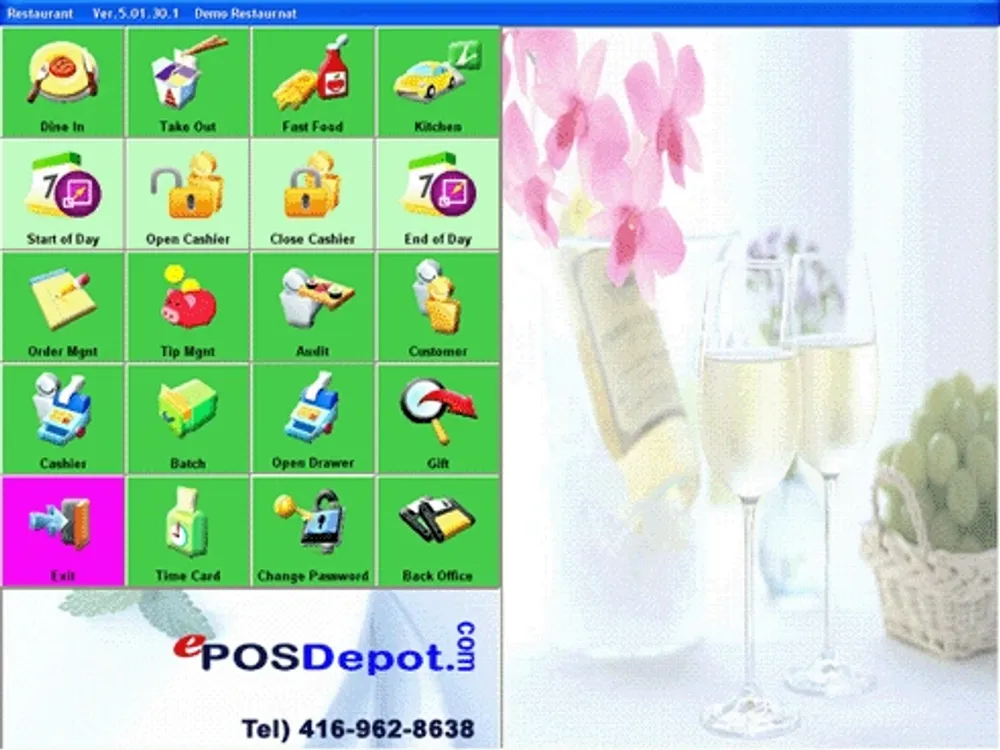 Restaurant Ver.5.01.30.1 Demo Restaurnat
Dine In Take Out Fast Food Kitchen
7 7
Start of Day Open Cashier Close Cashier End of Day
Order Mgnt Tip Mgnt Audit Customer
Cashier Batch Open Drawer Gift
Exit Time Card Change Password Back Office
ePOSDepot.com
Tel) 416-962-8638